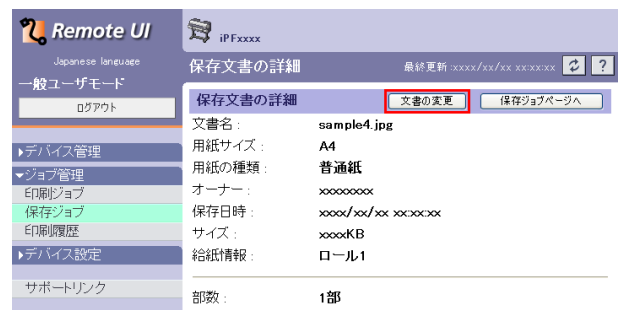 Remote UI
iPFxxxx
Japanese language
保存文書の詳細
最終更新:xxxx/xx/xx xx:xx:xx
?
一般ユーザモード
ログアウト
保存文書の詳細
文書の変更
保存ジョブページへ
文書名 : sample4.jpg
用紙サイズ : A4
用紙の種類 : 普通紙
オーナー : xxxxxxxx
保存日時 : xxxx/xx/xx xx:xx:xx
サイズ : xxxxKB
給紙情報 : ロール1
部数 : 1部
デバイス管理
ジョブ管理
印刷ジョブ
保存ジョブ
印刷履歴
デバイス設定
サポートリンク